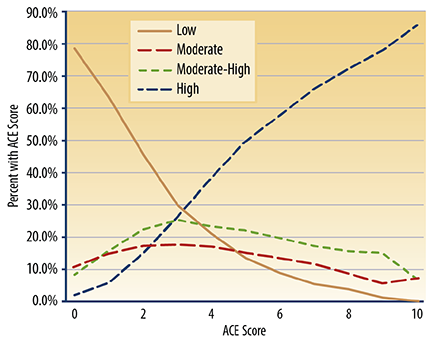 Percent with ACE Score
90.0%
80.0%
70.0%
60.0%
50.0%
40.0%
30.0%
20.0%
10.0%
0.0%
Low
Moderate
Moderate-High
High
0 2 4 6 8 10
ACE Score